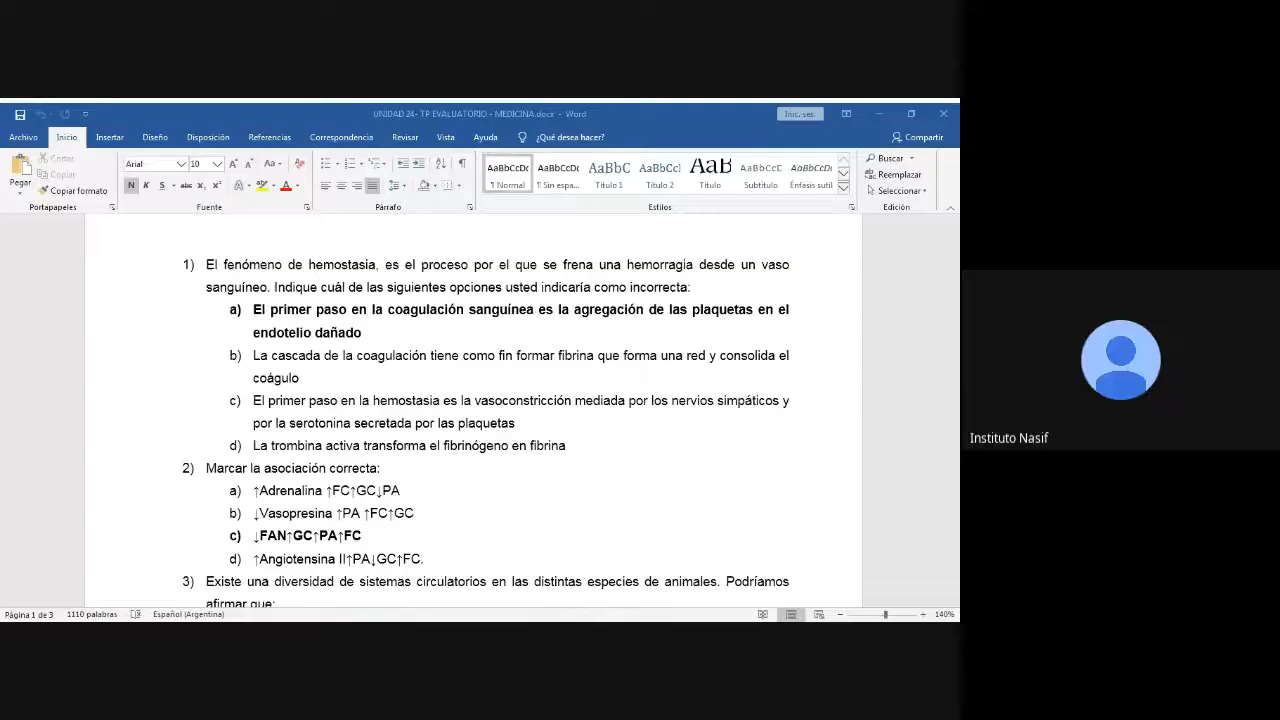 UNIDAD 24- TP EVALUATORIO - MEDICINA.docx - Word
Inic. ses.
Archivo Inicio Insertar Diseño Disposición Referencias Correspondencia Revisar Vista Ayuda ¿Qué desea hacer? Compartir
Pegar
Cortar
Copiar
Copiar formato
Portapapeles
Arial 10
Fuente
Párrafo
AaBbCcDc AaBbCcDc AaBbC AaBbCcI AaB AaBbCcD AaBbCcDc
¶ Normal ¶ Sin espa... Título 1 Título 2 Título Subtítulo Énfasis sutil
Estilos
Buscar
Reemplazar
Seleccionar
Edición
1) El fenómeno de hemostasia, es el proceso por el que se frena una hemorragia desde un vaso
sanguíneo. Indique cuál de las siguientes opciones usted indicaría como incorrecta:
a) El primer paso en la coagulación sanguínea es la agregación de las plaquetas en el
endotelio dañado
b) La cascada de la coagulación tiene como fin formar fibrina que forma una red y consolida el
coágulo
c) El primer paso en la hemostasia es la vasoconstricción mediada por los nervios simpáticos y
por la serotonina secretada por las plaquetas
d) La trombina activa transforma el fibrinógeno en fibrina
2) Marcar la asociación correcta:
a) ↑Adrenalina ↑FC↑GC↓PA
b) ↓Vasopresina ↑PA ↑FC↑GC
c) ↓FAN↑GC↑PA↑FC
d) ↑Angiotensina II↑PA↓GC↑FC.
3) Existe una diversidad de sistemas circulatorios en las distintas especies de animales. Podríamos
afirmar que:
Página 1 de 3 1110 palabras Español (Argentina) 140%
Instituto Nasif